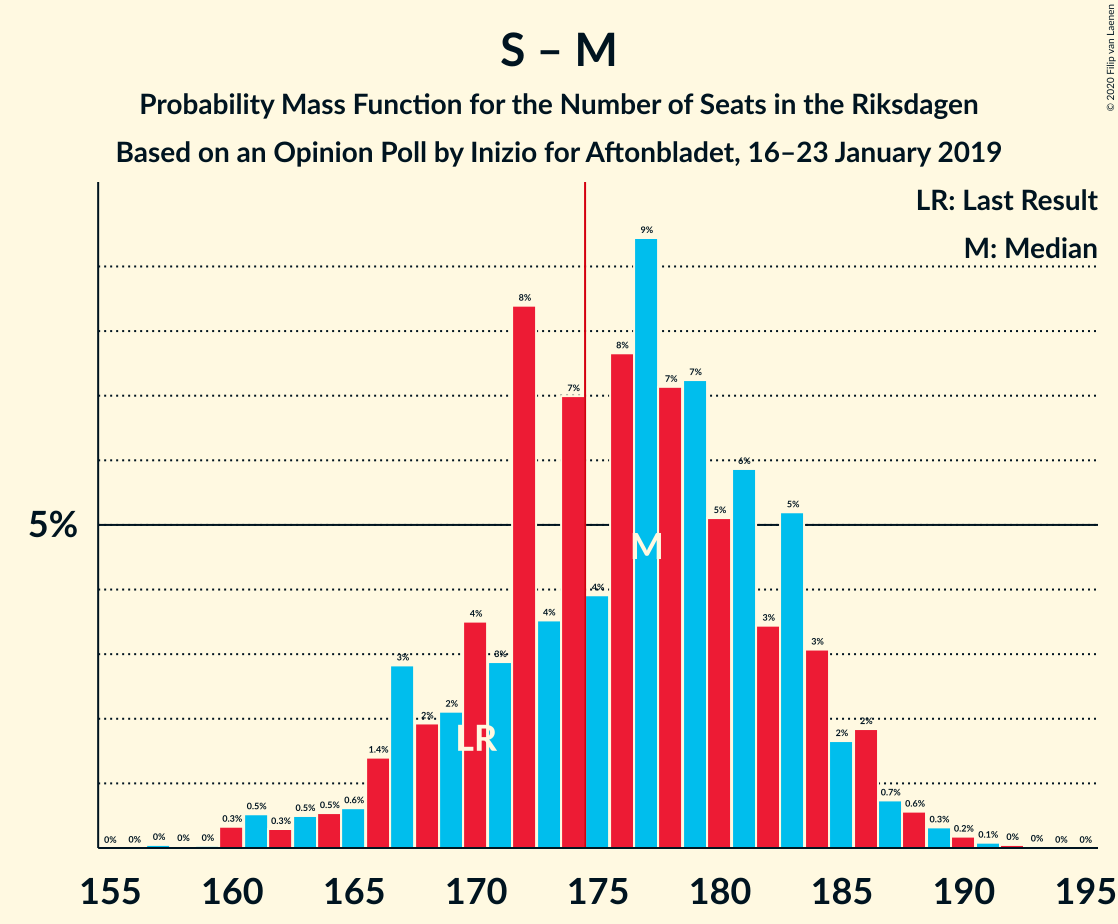 S – M
Probability Mass Function for the Number of Seats in the Riksdagen
Based on an Opinion Poll by Inizio for Aftonbladet, 16–23 January 2019
© 2020 Filip van Laenen
LR: Last Result
M: Median
5%
0% 0% 0% 0% 0% 0.3% 0.5% 0.3% 0.5% 0.5% 0.6% 1.4% 3% 2% 2% 4% 3% 8% 4% 7% 4% 8% 9% 7% 7% 5% 6% 3% 5% 3% 2% 2% 0.7% 0.6% 0.3% 0.2% 0.1% 0% 0% 0% 0%
LR
M
155 160 165 170 175 180 185 190 195